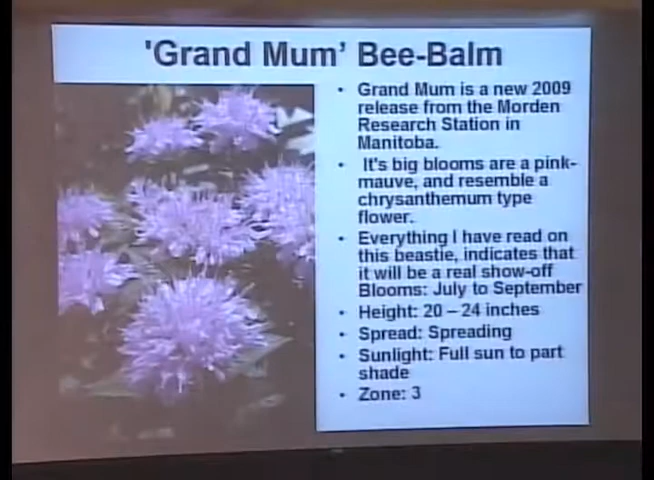 'Grand Mum' Bee-Balm
• Grand Mum is a new 2009
release from the Morden
Research Station in
Manitoba.
• It's big blooms are a pink-
mauve, and resemble a
chrysanthemum type
flower.
• Everything I have read on
this beastie, indicates that
it will be a real show-off
Blooms: July to September
• Height: 20 – 24 inches
• Spread: Spreading
• Sunlight: Full sun to part
shade
• Zone: 3